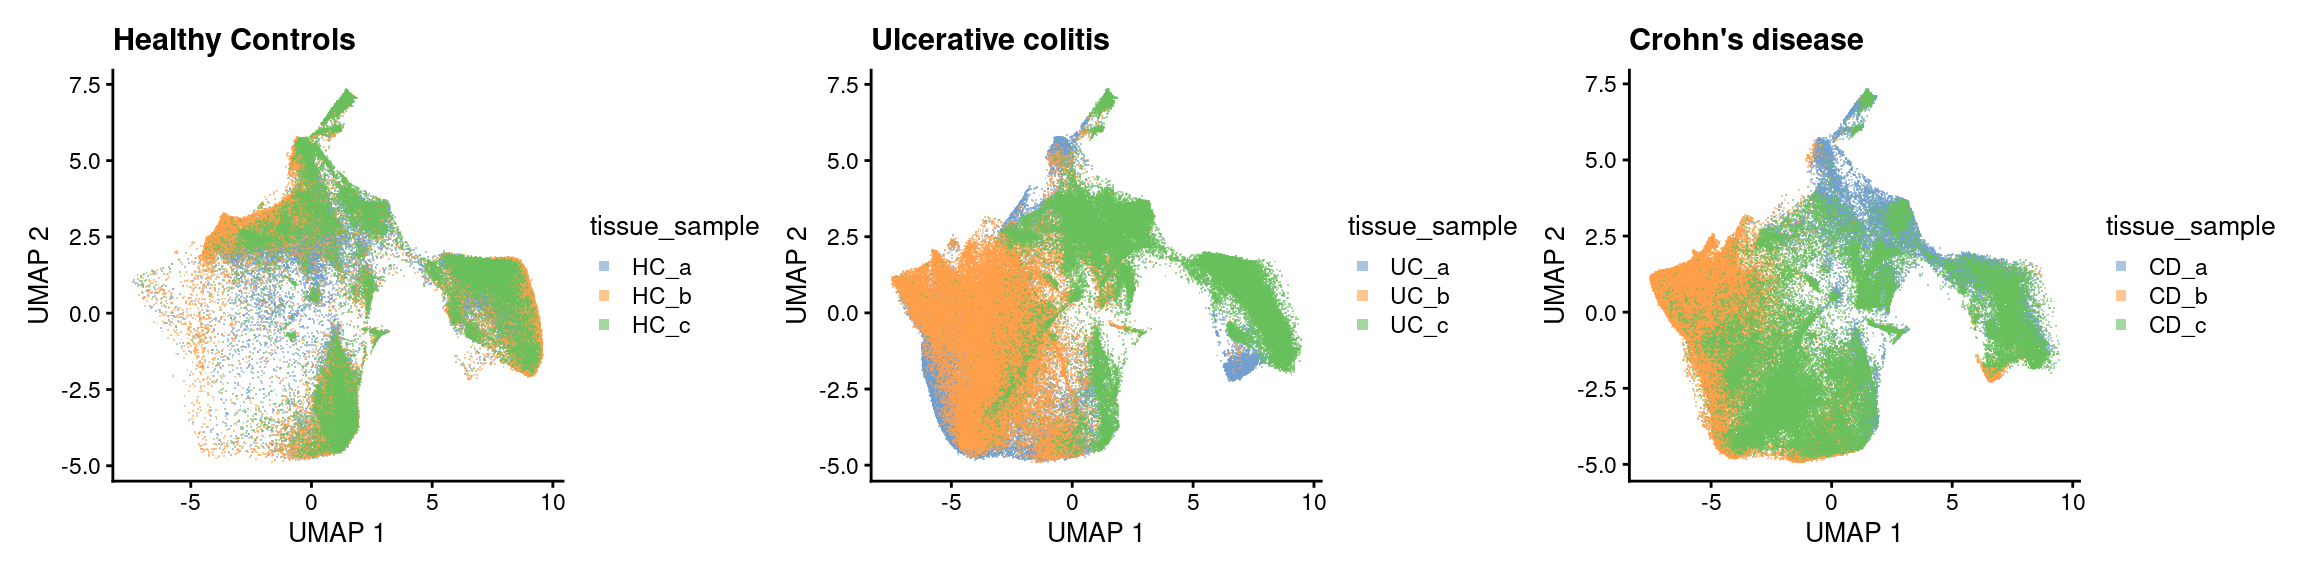 Healthy Controls
7.5
5.0
2.5
0.0
-2.5
-5.0
UMAP 2
-5 0 5 10
UMAP 1
tissue_sample
HC_a
HC_b
HC_c
Ulcerative colitis
7.5
5.0
2.5
0.0
-2.5
-5.0
UMAP 2
-5 0 5 10
UMAP 1
tissue_sample
UC_a
UC_b
UC_c
Crohn's disease
7.5
5.0
2.5
0.0
-2.5
-5.0
UMAP 2
-5 0 5 10
UMAP 1
tissue_sample
CD_a
CD_b
CD_c